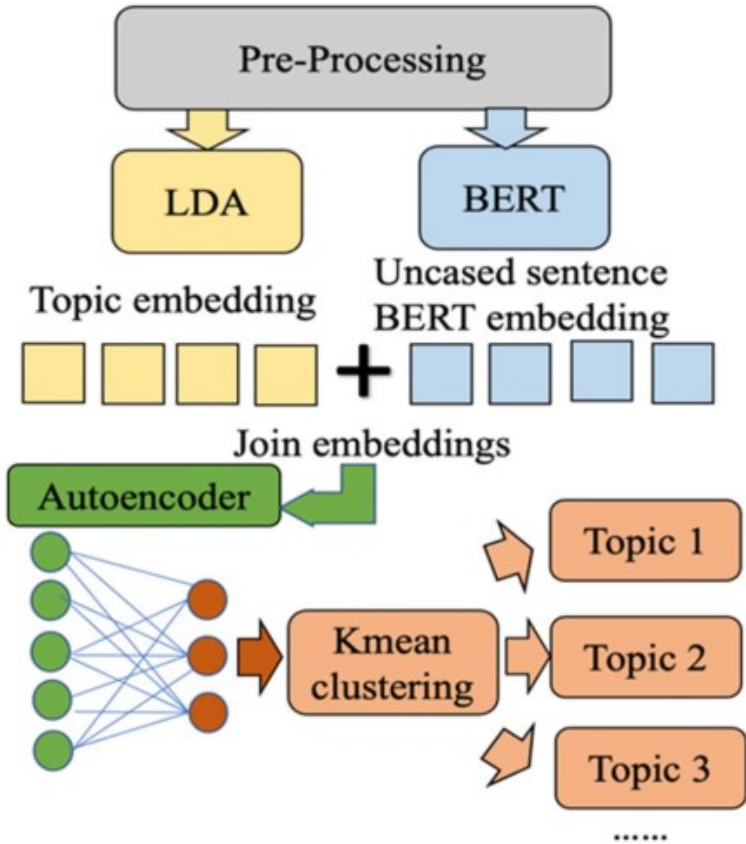 Pre-Processing
LDA
BERT
Topic embedding
Uncased sentence
BERT embedding
+
Join embeddings
Autoencoder
Kmean
clustering
Topic 1
Topic 2
Topic 3
......